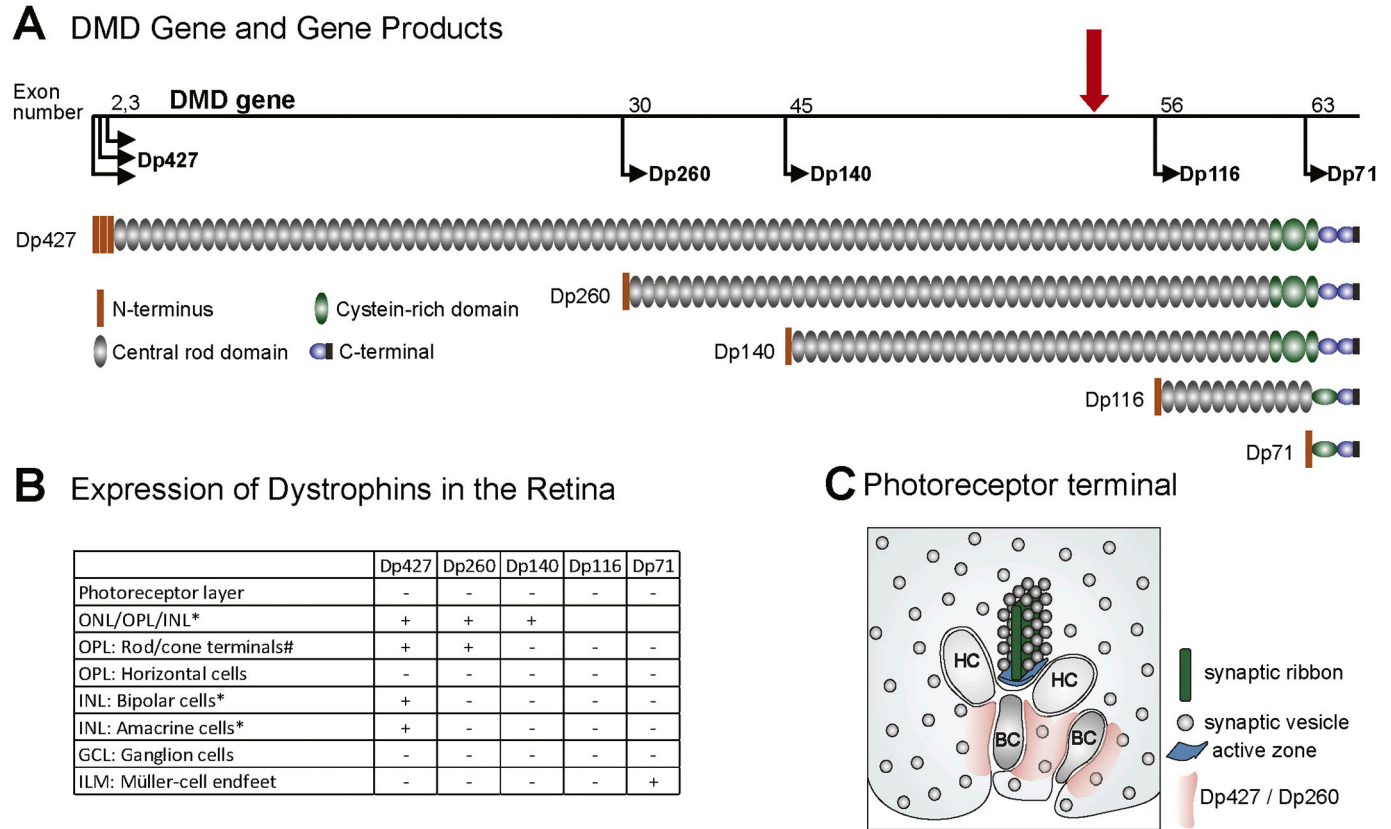 A DMD Gene and Gene Products
Exon number
2,3 DMD gene 30 45 56 63
Dp427 Dp260 Dp140 Dp116 Dp71
Dp427
Dp260
Dp140
Dp116
Dp71
N-terminus
Cystein-rich domain
Central rod domain
C-terminal
B Expression of Dystrophins in the Retina
Dp427 Dp260 Dp140 Dp116 Dp71
Photoreceptor layer - - - - -
ONL/OPL/INL* + + +
OPL: Rod/cone terminals# + + - - -
OPL: Horizontal cells - - - - -
INL: Bipolar cells* + - - - -
INL: Amacrine cells* + - - - -
GCL: Ganglion cells - - - - -
ILM: Müller-cell endfeet - - - - +
C Photoreceptor terminal
HC
HC
BC
BC
synaptic ribbon
synaptic vesicle
active zone
Dp427 / Dp260